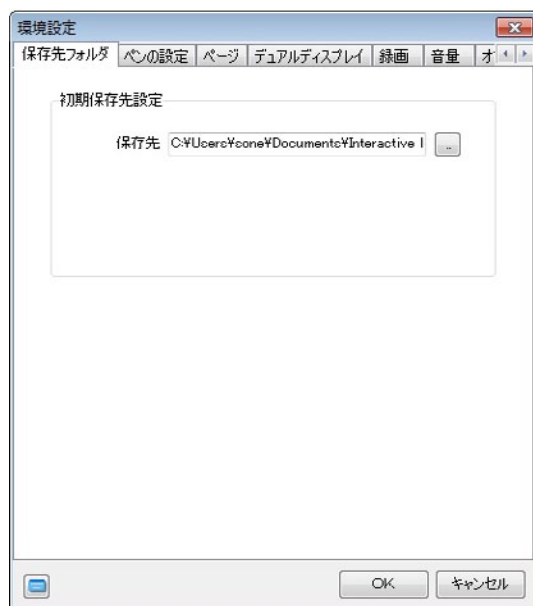 環境設定
保存先フォルダ ペンの設定 ページ デュアルディスプレイ 録画 音量 オ
初期保存先設定
保存先 C:¥Users¥cone¥Documents¥Interactive I
..
OK キャンセル